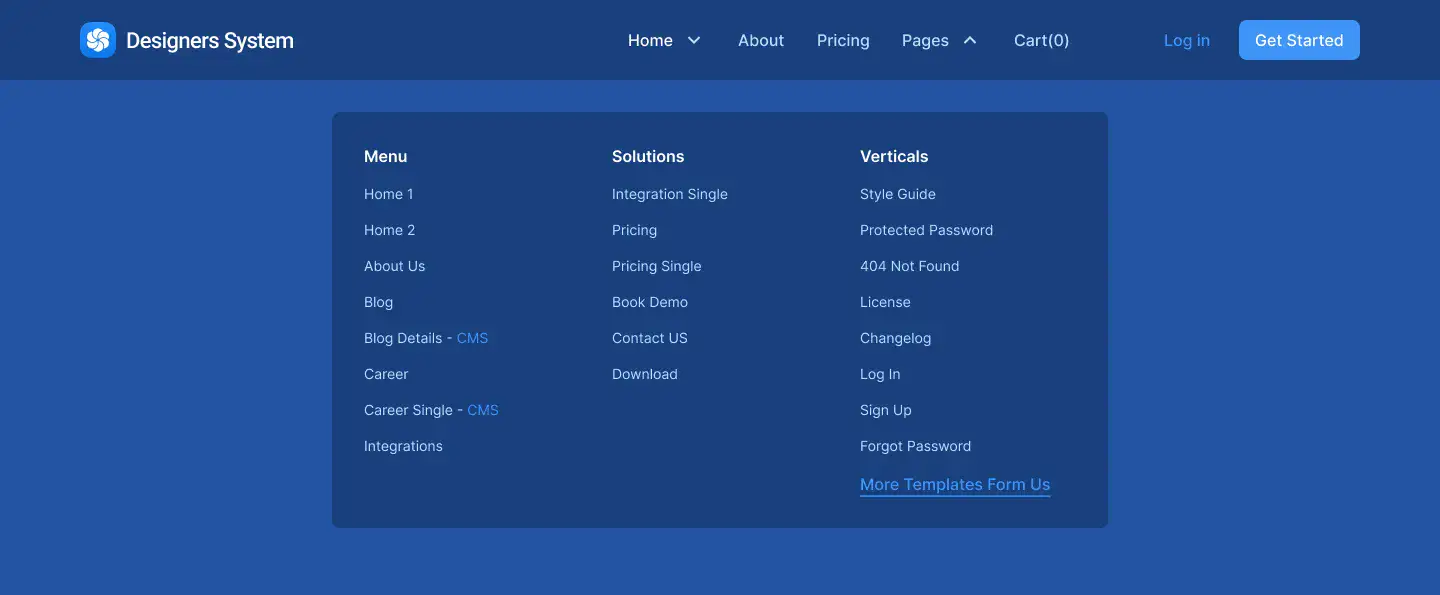 Designers System
Home
About
Pricing
Pages
Cart(0)
Log in
Get Started
Menu
Home 1
Home 2
About Us
Blog
Blog Details - CMS
Career
Career Single - CMS
Integrations
Solutions
Integration Single
Pricing
Pricing Single
Book Demo
Contact US
Download
Verticals
Style Guide
Protected Password
404 Not Found
License
Changelog
Log In
Sign Up
Forgot Password
More Templates Form Us